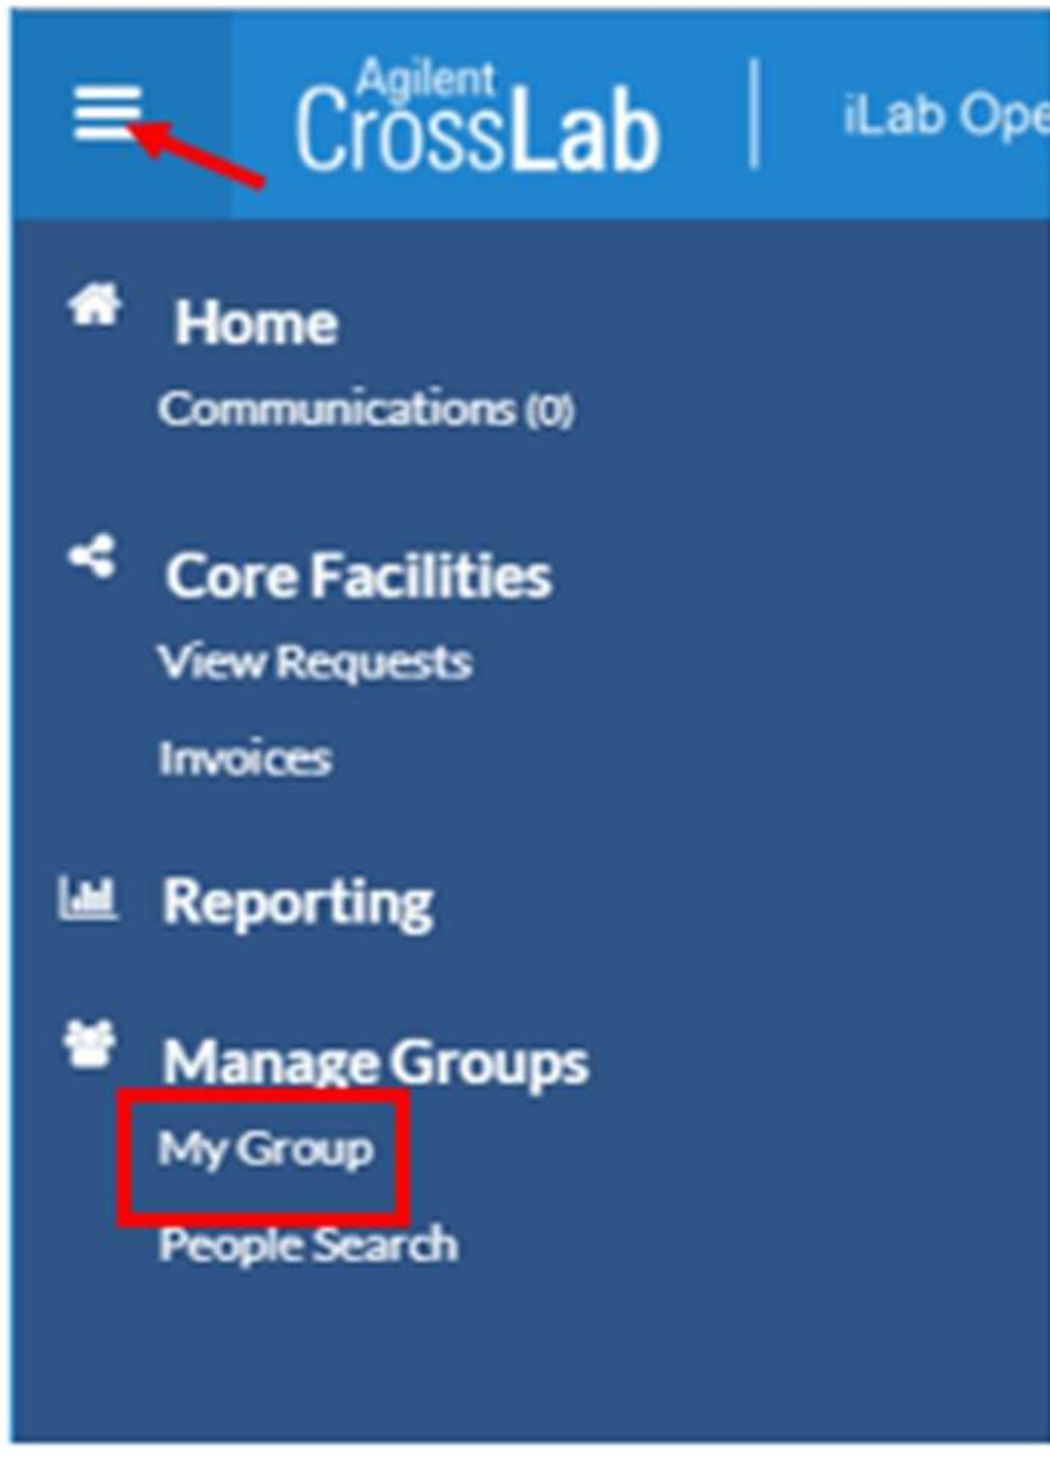 Agilent
CrossLab
iLab Ope
Home
Communications (0)
Core Facilities
View Requests
Invoices
Reporting
Manage Groups
My Group
People Search